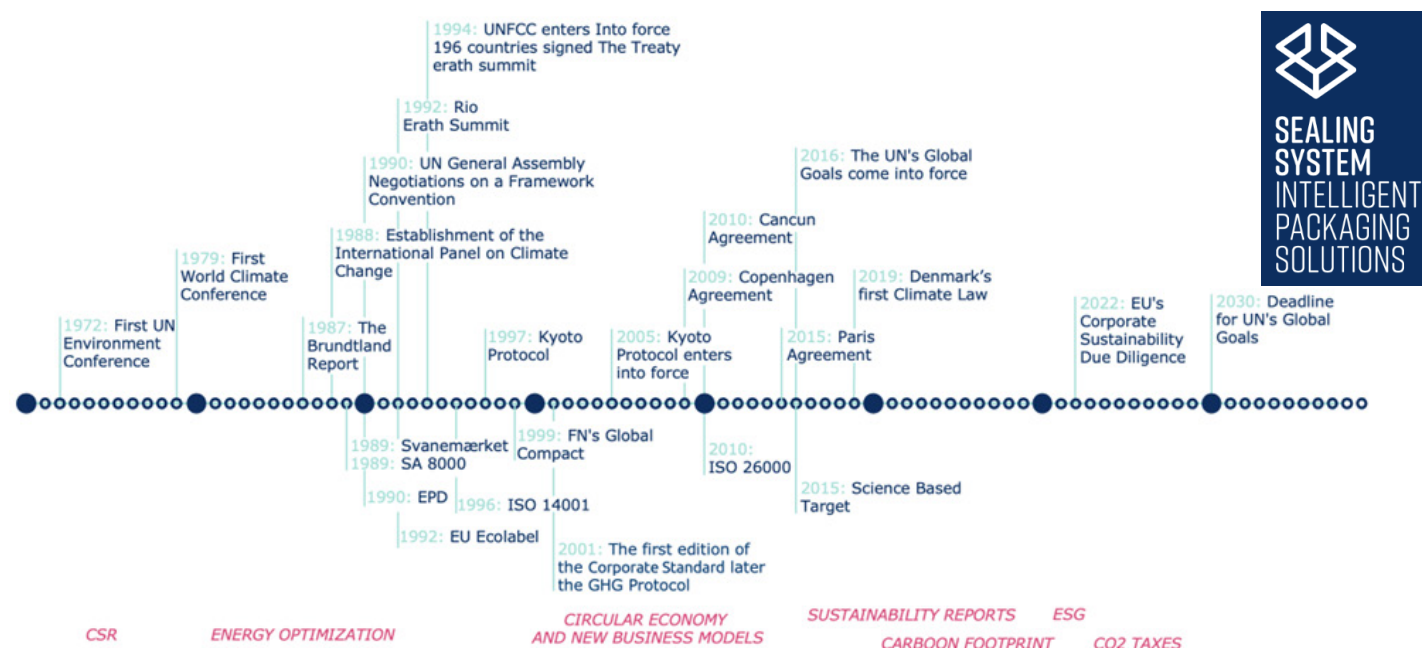 1994: UNFCC enters Into force
196 countries signed The Treaty
erath summit
1992: Rio
Erath Summit
1990: UN General Assembly
Negotiations on a Framework
Convention
1988: Establishment of the
International Panel on Climate
Change
1979: First
World Climate
Conference
1972: First UN
Environment
Conference
1987: The
Brundtland
Report
1997: Kyoto
Protocol
2005: Kyoto
Protocol enters
into force
2009: Copenhagen
Agreement
2010: Cancun
Agreement
2016: The UN's Global
Goals come into force
2015: Paris
Agreement
2019: Denmark’s
first Climate Law
2022: EU's
Corporate
Sustainability
Due Diligence
2030: Deadline
for UN's Global
Goals
SEALING
SYSTEM
INTELLIGENT
PACKAGING
SOLUTIONS
1989: Svanemærket
1989: SA 8000
1990: EPD
1992: EU Ecolabel
1996: ISO 14001
1999: FN's Global
Compact
2001: The first edition of
the Corporate Standard later
the GHG Protocol
2010:
ISO 26000
2015: Science Based
Target
CSR
ENERGY OPTIMIZATION
CIRCULAR ECONOMY
AND NEW BUSINESS MODELS
SUSTAINABILITY REPORTS
ESG
CARBOON FOOTPRINT
CO2 TAXES